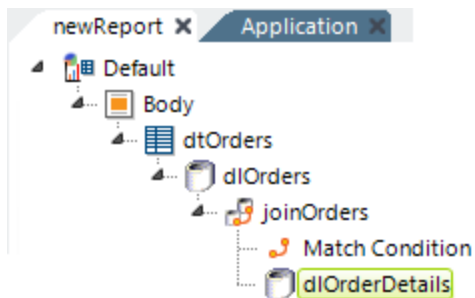 newReport Application
Default
Body
dtOrders
dlOrders
joinOrders
Match Condition
dlOrderDetails